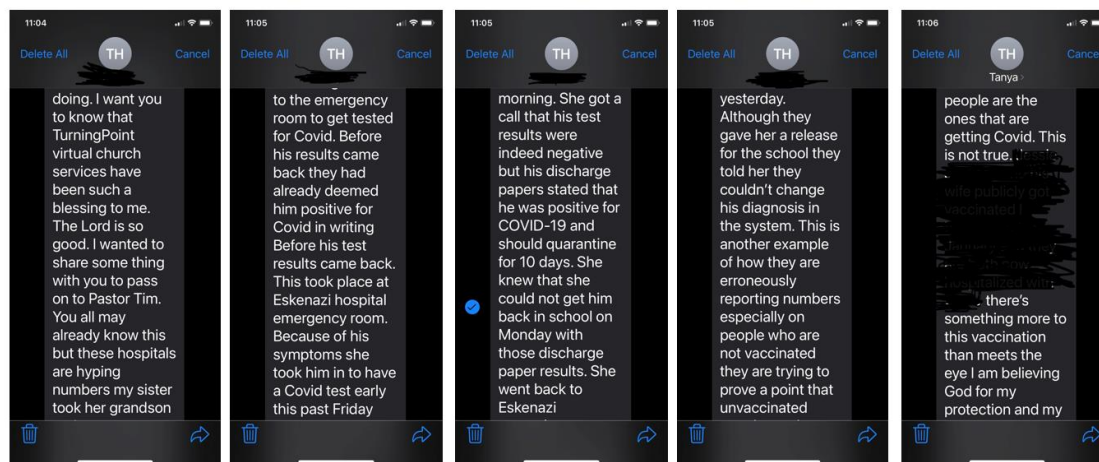 11:04
Delete All
TH
Cancel
doing. I want you
to know that
TurningPoint
virtual church
services have
been such a
blessing to me.
The Lord is so
good. I wanted to
share some thing
with you to pass
on to Pastor Tim.
You all may
already know this
but these hospitals
are hyping
numbers my sister
took her grandson
11:05
Delete All
TH
Cancel
to the emergency
room to get tested
for Covid. Before
his results came
back they had
already deemed
him positive for
Covid in writing
Before his test
results came back.
This took place at
Eskenazi hospital
emergency room.
Because of his
symptoms she
took him in to have
a Covid test early
this past Friday
11:05
Delete All
TH
Cancel
morning. She got a
call that his test
results were
indeed negative
but his discharge
papers stated that
he was positive for
COVID-19 and
should quarantine
for 10 days. She
knew that she
could not get him
back in school on
Monday with
those discharge
paper results. She
went back to
Eskenazi
11:05
Delete All
TH
Cancel
yesterday.
Although they
gave her a release
for the school they
told her they
couldn't change
his diagnosis in
the system. This is
another example
of how they are
erroneously
reporting numbers
especially on
people who are
not vaccinated
they are trying to
prove a point that
unvaccinated
11:06
Delete All
TH
Cancel
Tanya
people are the
ones that are
getting Covid. This
is not true.
wife publicly got
vaccinated !
hospitalized with
there's
something more to
this vaccination
than meets the
eye I am believing
God for my
protection and my